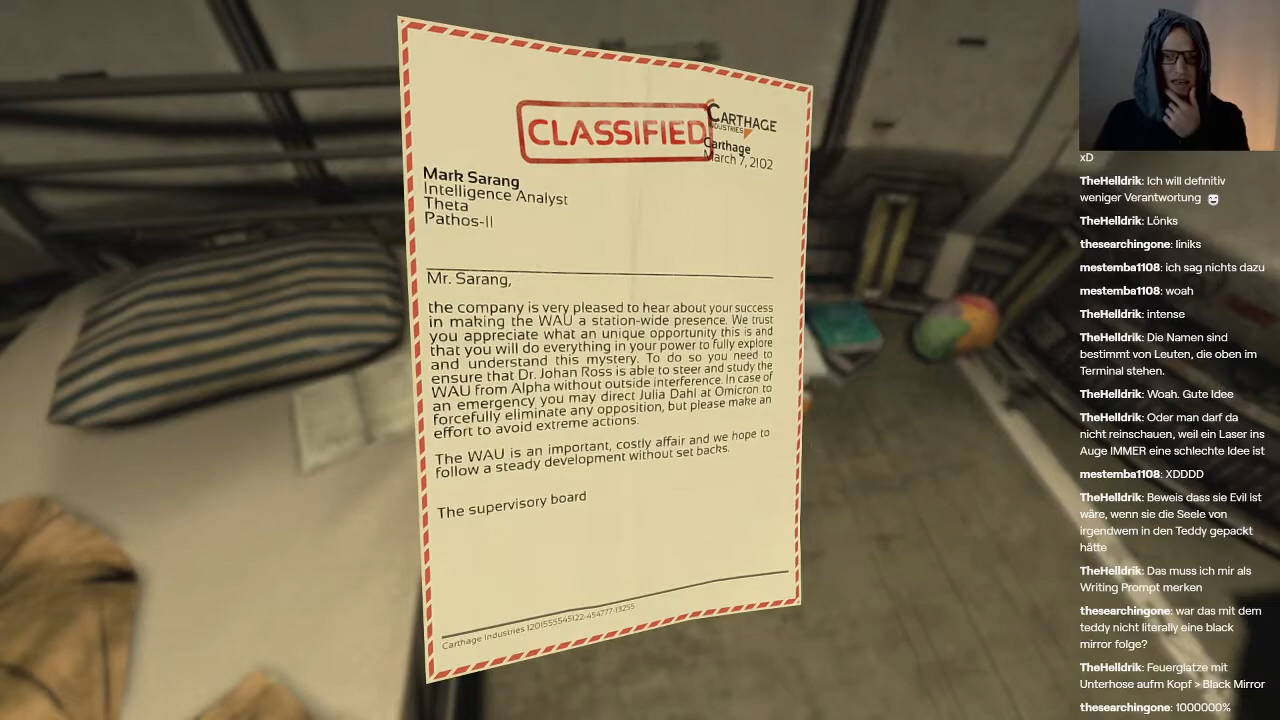 CLASSIFIED
CARTHAGE
INDUSTRIES
Carthage
March 7, 2102
Mark Sarang
Intelligence Analyst
Theta
Pathos-II
Mr. Sarang,
the company is very pleased to hear about your success
in making the WAU a station-wide presence. We trust
you appreciate what an unique opportunity this is and
that you will do everything in your power to fully explore
and understand this mystery. To do so you need to
ensure that Dr. Johan Ross is able to steer and study the
WAU from Alpha without outside interference. In case of
an emergency you may direct Julia Dahl at Omicron to
forcefully eliminate any opposition, but please make an
effort to avoid extreme actions.
The WAU is an important, costly affair and we hope to
follow a steady development without set backs.
The supervisory board
Carthage Industries 1201555545122-454777-13255
xD
TheHelldrik: Ich will definitiv
weniger Verantwortung
TheHelldrik: Lönks
thesearchingone: liniks
mestemba1108: ich sag nichts dazu
mestemba1108: woah
TheHelldrik: intense
TheHelldrik: Die Namen sind
bestimmt von Leuten, die oben im
Terminal stehen.
TheHelldrik: Woah. Gute Idee
TheHelldrik: Oder man darf da
nicht reinschauen, weil ein Laser ins
Auge IMMER eine schlechte Idee ist
mestemba1108: XDDDD
TheHelldrik: Beweis dass sie Evil ist
wäre, wenn sie die Seele von
irgendwem in den Teddy gepackt
hätte
TheHelldrik: Das muss ich mir als
Writing Prompt merken
thesearchingone: war das mit dem
teddy nicht literally eine black
mirror folge?
TheHelldrik: Feuerglatze mit
Unterhose aufm Kopf > Black Mirror
thesearchingone: 1000000%